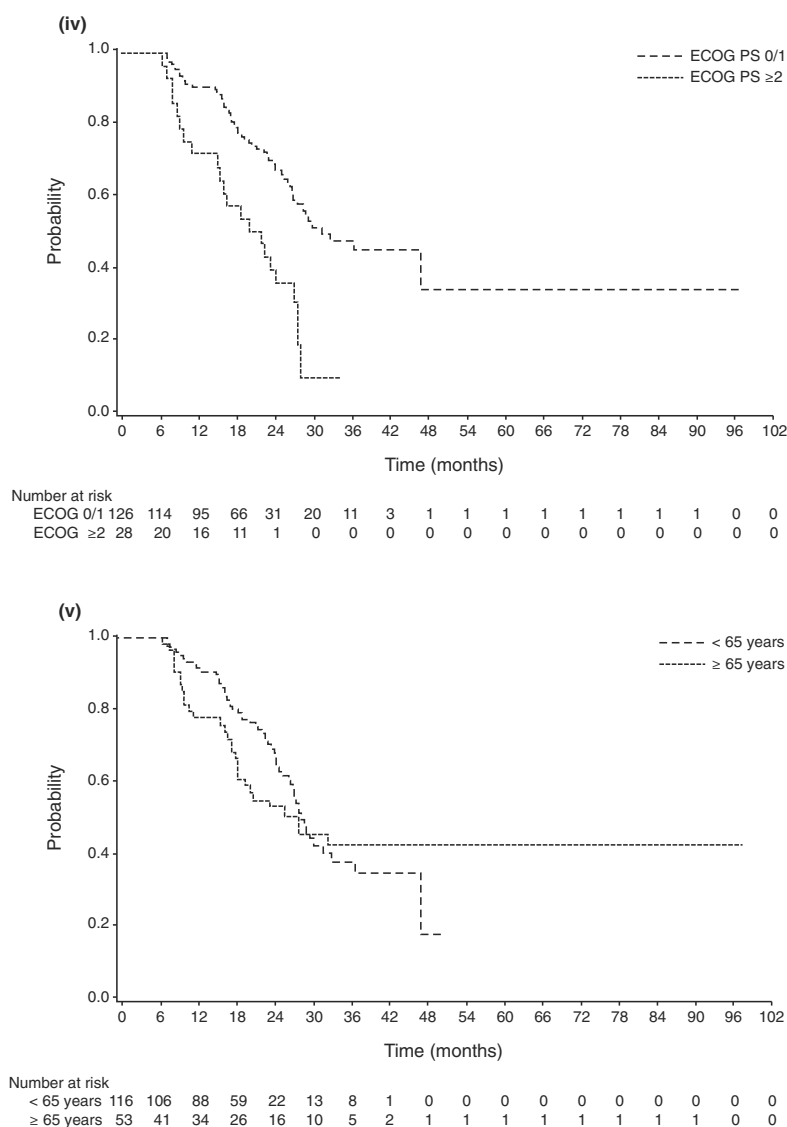 (iv)
1.0
0.8
0.6
0.4
0.2
0.0
Probability
ECOG PS 0/1
ECOG PS ≥2
0 6 12 18 24 30 36 42 48 54 60 66 72 78 84 90 96 102
Time (months)
Number at risk
ECOG 0/1 126 114 95 66 31 20 11 3 1 1 1 1 1 1 1 1 0 0
ECOG ≥2 28 20 16 11 1 0 0 0 0 0 0 0 0 0 0 0 0 0
(v)
1.0
0.8
0.6
0.4
0.2
0.0
Probability
< 65 years
≥ 65 years
0 6 12 18 24 30 36 42 48 54 60 66 72 78 84 90 96 102
Time (months)
Number at risk
< 65 years 116 106 88 59 22 13 8 1 0 0 0 0 0 0 0 0 0 0
≥ 65 years 53 41 34 26 16 10 5 2 1 1 1 1 1 1 1 1 0 0